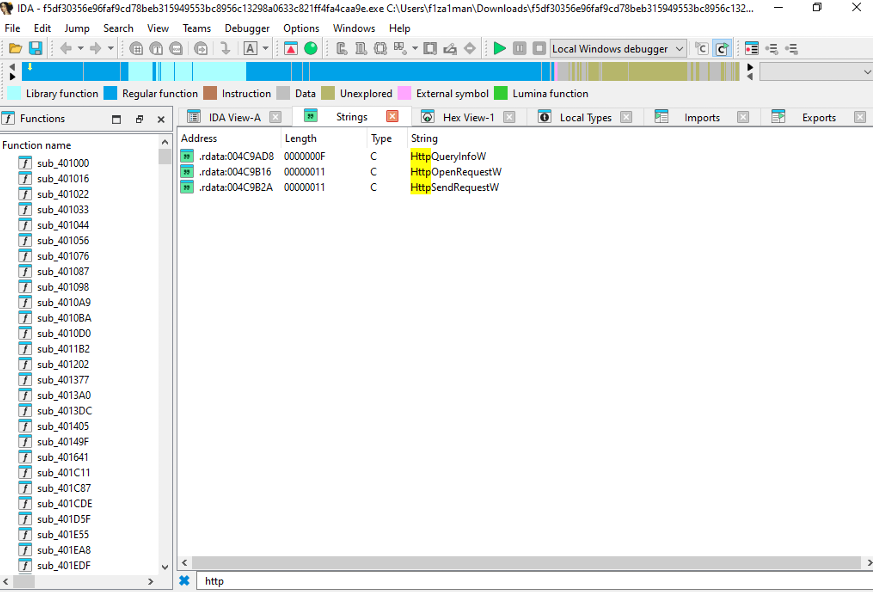 IDA - f5df30356e96faf9cd78beb315949553bc8956c13298a0633c821ff4fa4caa9e.exe C:\Users\f1za1man\Downloads\f5df30356e96faf9cd78beb315949553bc8956c132...
File Edit Jump Search View Teams Debugger Options Windows Help
Local Windows debugger
Library function Regular function Instruction Data Unexplored External symbol Lumina function
Functions
IDA View-A Strings Hex View-1 Local Types Imports Exports
Function name
sub_401000
sub_401016
sub_401022
sub_401033
sub_401044
sub_401056
sub_401076
sub_401087
sub_401098
sub_4010A9
sub_4010BA
sub_4010D0
sub_4011B2
sub_401202
sub_401377
sub_4013A0
sub_4013DC
sub_401405
sub_40149F
sub_401641
sub_401C11
sub_401C87
sub_401CDE
sub_401D5F
sub_401E55
sub_401EA8
sub_401EDF
Address Length Type String
.rdata:004C9AD8 0000000F C HttpQueryInfoW
.rdata:004C9B16 00000011 C HttpOpenRequestW
.rdata:004C9B2A 00000011 C HttpSendRequestW
http